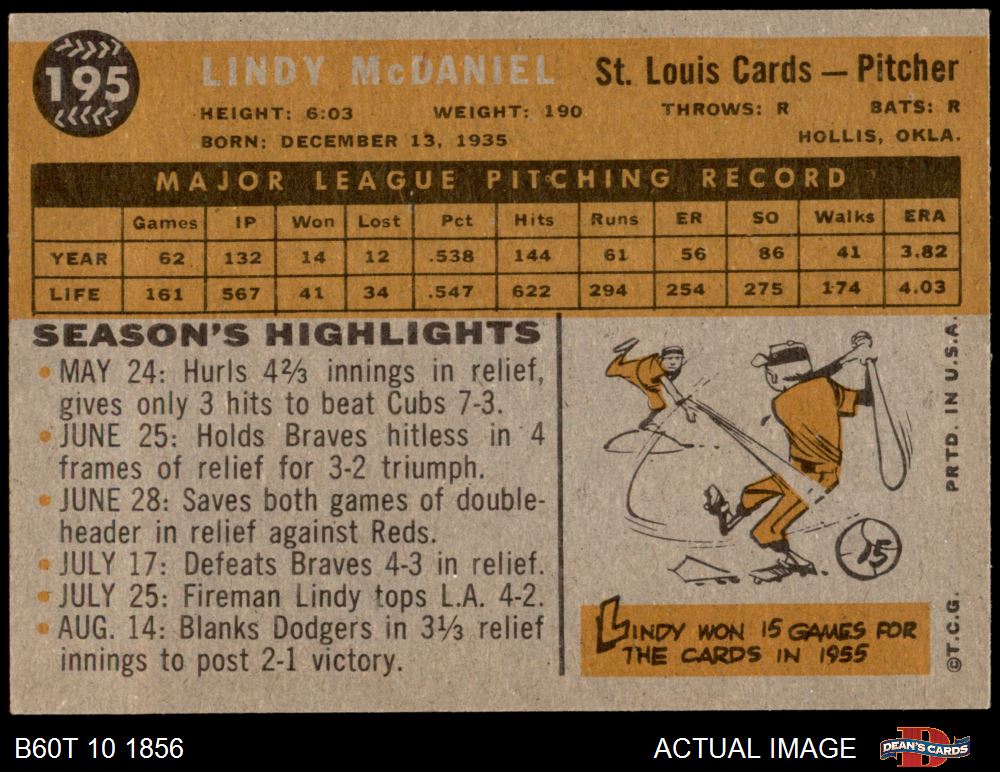 195
LINDY McDANIEL St. Louis Cards — Pitcher
HEIGHT: 6:03 WEIGHT: 190 THROWS: R BATS: R
BORN: DECEMBER 13, 1935 HOLLIS, OKLA.
MAJOR LEAGUE PITCHING RECORD
Games IP Won Lost Pct Hits Runs ER SO Walks ERA
YEAR 62 132 14 12 .538 144 61 56 86 41 3.82
LIFE 161 567 41 34 .547 622 294 254 275 174 4.03
SEASON'S HIGHLIGHTS
• MAY 24: Hurls 4⅔ innings in relief,
gives only 3 hits to beat Cubs 7-3.
• JUNE 25: Holds Braves hitless in 4
frames of relief for 3-2 triumph.
• JUNE 28: Saves both games of double-
header in relief against Reds.
• JULY 17: Defeats Braves 4-3 in relief.
• JULY 25: Fireman Lindy tops L.A. 4-2.
• AUG. 14: Blanks Dodgers in 3⅓ relief
innings to post 2-1 victory.
15
LINDY WON 15 GAMES FOR
THE CARDS IN 1955
©T.C.G. PRTD. IN U.S.A.
B60T 10 1856 ACTUAL IMAGE DEAN'S CARDS